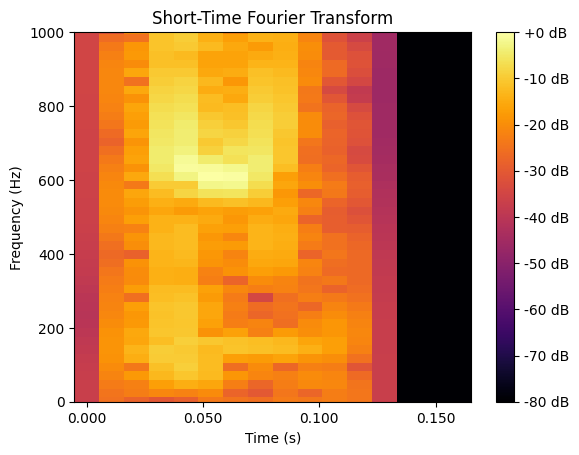 Short-Time Fourier Transform
1000
800
600
400
200
0
Frequency (Hz)
0.000
0.050
0.100
0.150
Time (s)
+0 dB
-10 dB
-20 dB
-30 dB
-40 dB
-50 dB
-60 dB
-70 dB
-80 dB